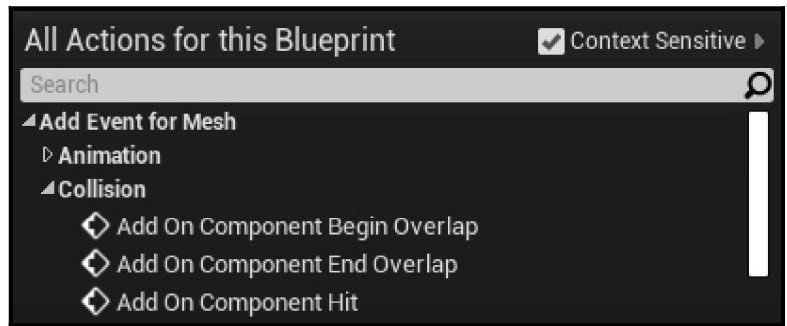 All Actions for this Blueprint Context Sensitive
Search
Add Event for Mesh
Animation
Collision
Add On Component Begin Overlap
Add On Component End Overlap
Add On Component Hit